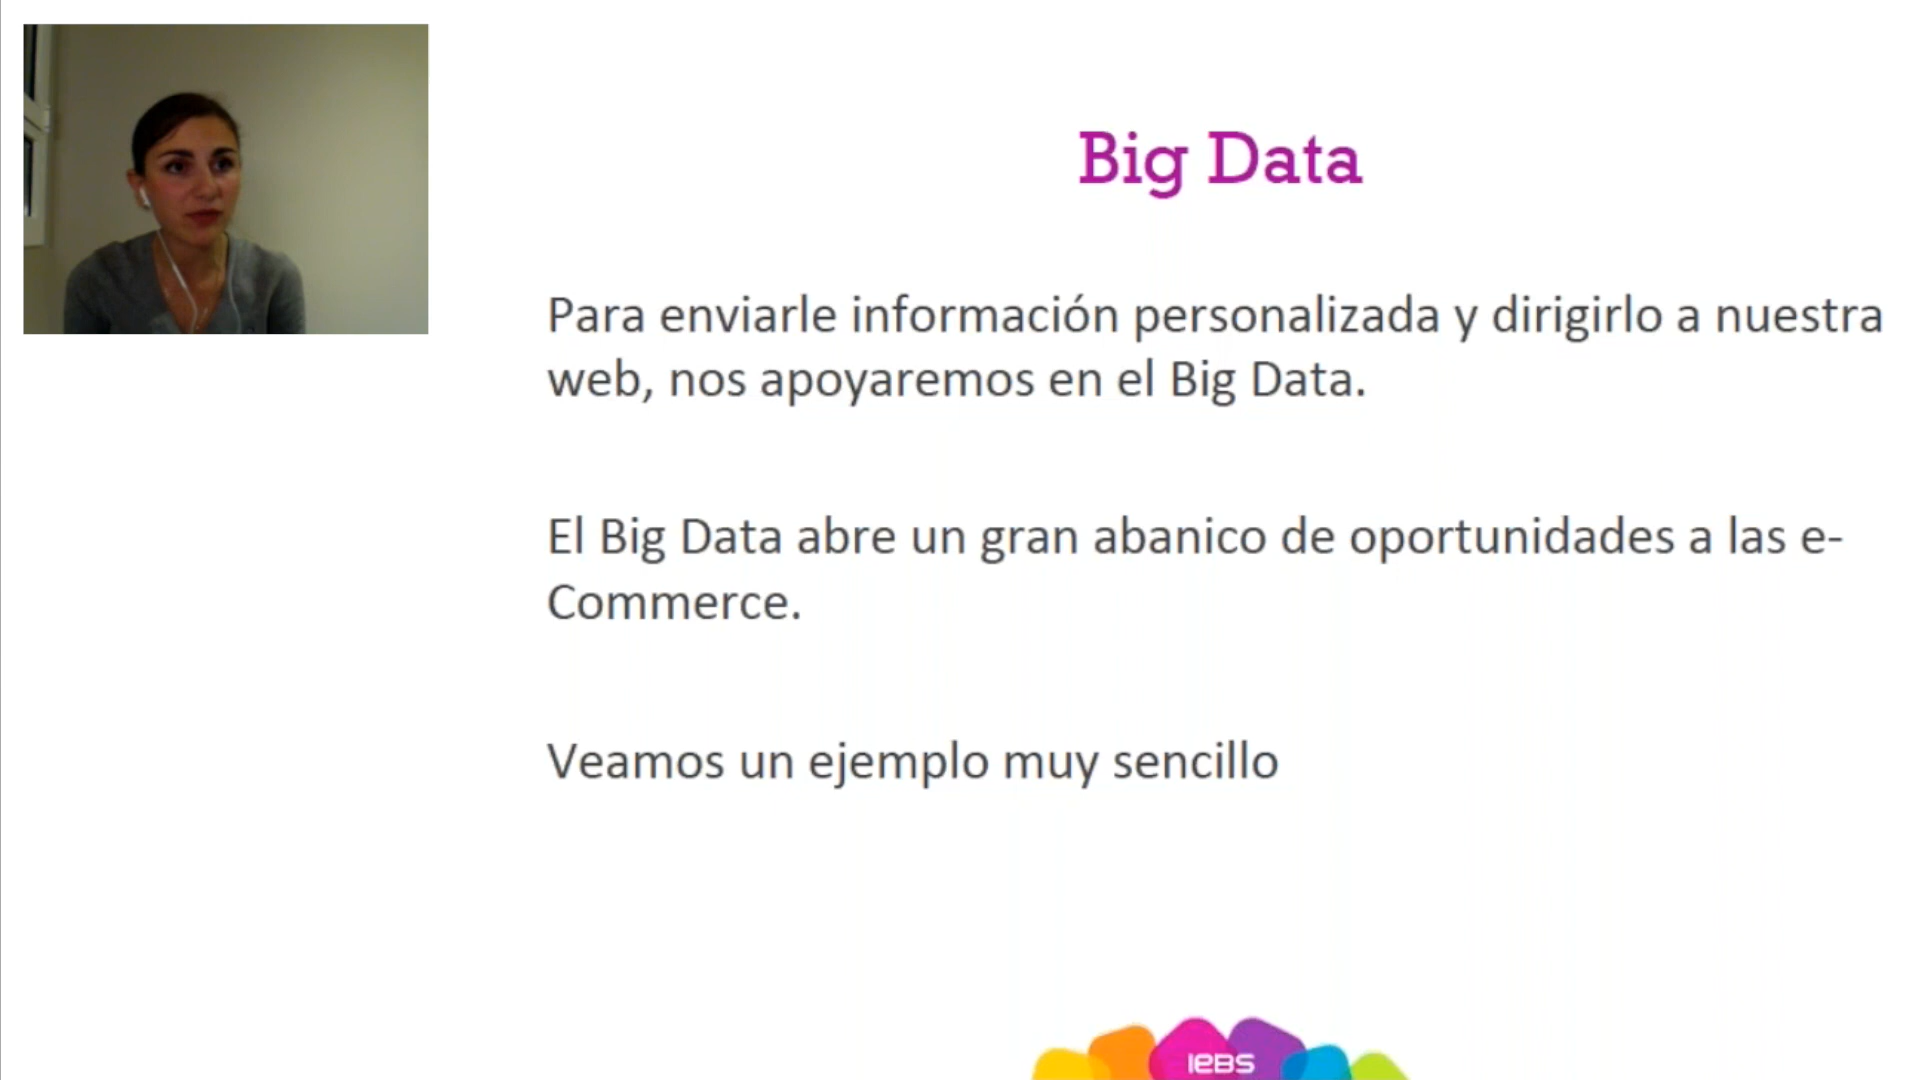 Big Data
Para enviarle información personalizada y dirigirlo a nuestra
web, nos apoyaremos en el Big Data.
El Big Data abre un gran abanico de oportunidades a las e-
Commerce.
Veamos un ejemplo muy sencillo
IEBS